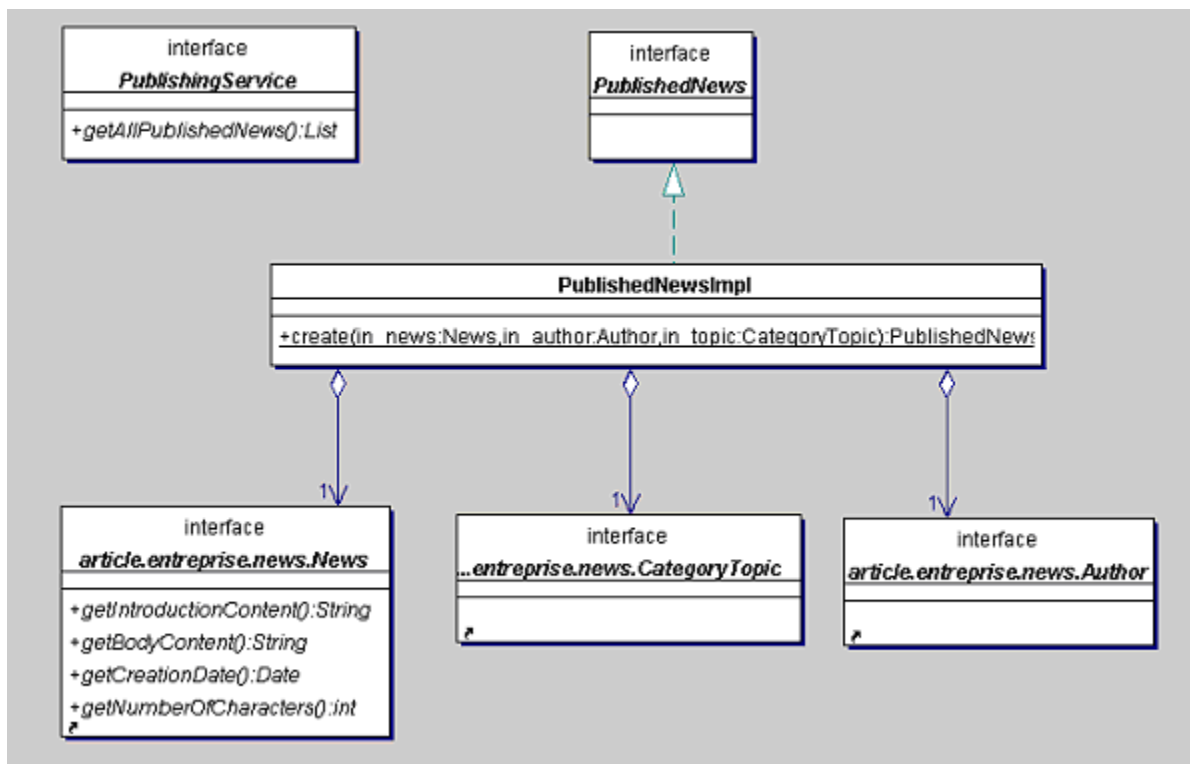 interface
PublishingService
+getAllPublishedNews():List
interface
PublishedNews
PublishedNewsImpl
+create(in_news:News,in_author:Author,in_topic:CategoryTopic):PublishedNews
1
1
1
interface
article.entreprise.news.News
+getIntroductionContent():String
+getBodyContent():String
+getCreationDate():Date
+getNumberOfCharacters():int
interface
...entreprise.news.CategoryTopic
interface
article.entreprise.news.Author